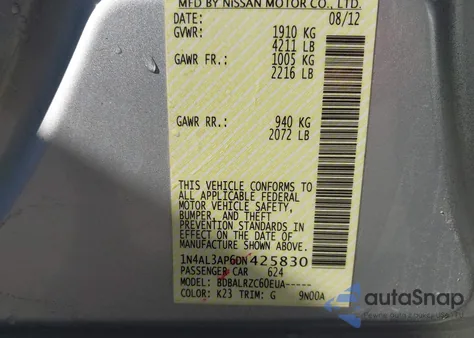 MFD BY NISSAN MOTOR CO., LTD.
DATE: 08/12
GVWR: 1910 KG
4211 LB
GAWR FR.: 1005 KG
2216 LB
GAWR RR.: 940 KG
2072 LB
THIS VEHICLE CONFORMS TO
ALL APPLICABLE FEDERAL
MOTOR VEHICLE SAFETY,
BUMPER, AND THEFT
PREVENTION STANDARDS IN
EFFECT ON THE DATE OF
MANUFACTURE SHOWN ABOVE.
1N4AL3AP6DN425830
PASSENGER CAR 624
MODEL: BDBALRZC60EUA-----
COLOR: K23 TRIM: G 9N00A
autoSnap